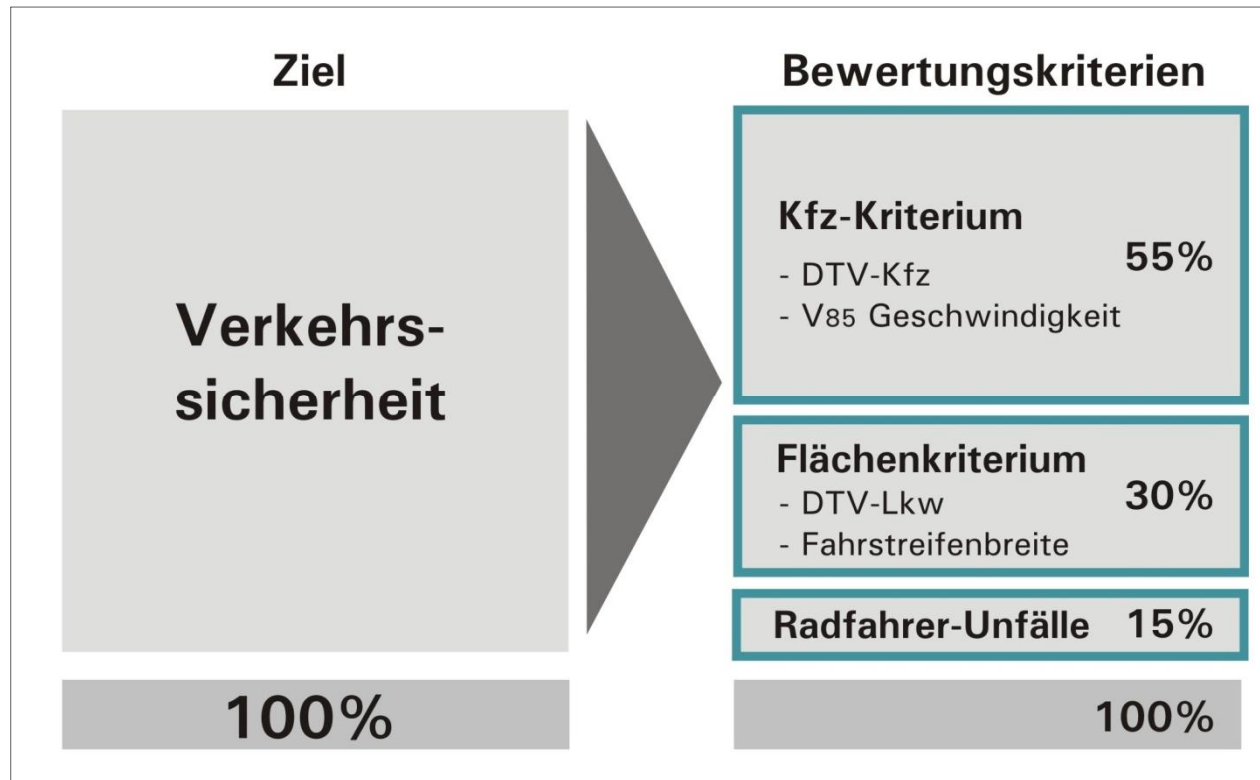 Ziel
Verkehrs-
sicherheit
100%
Bewertungskriterien
Kfz-Kriterium
55%
- DTV-Kfz
- V85 Geschwindigkeit
Flächenkriterium
30%
- DTV-Lkw
- Fahrstreifenbreite
Radfahrer-Unfälle 15%
100%